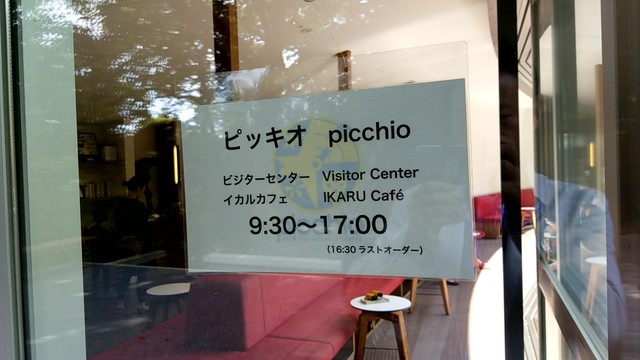 ピッキオ picchio
ビジターセンター Visitor Center
イカルカフェ IKARU Café
9:30〜17:00
(16:30 ラストオーダー)